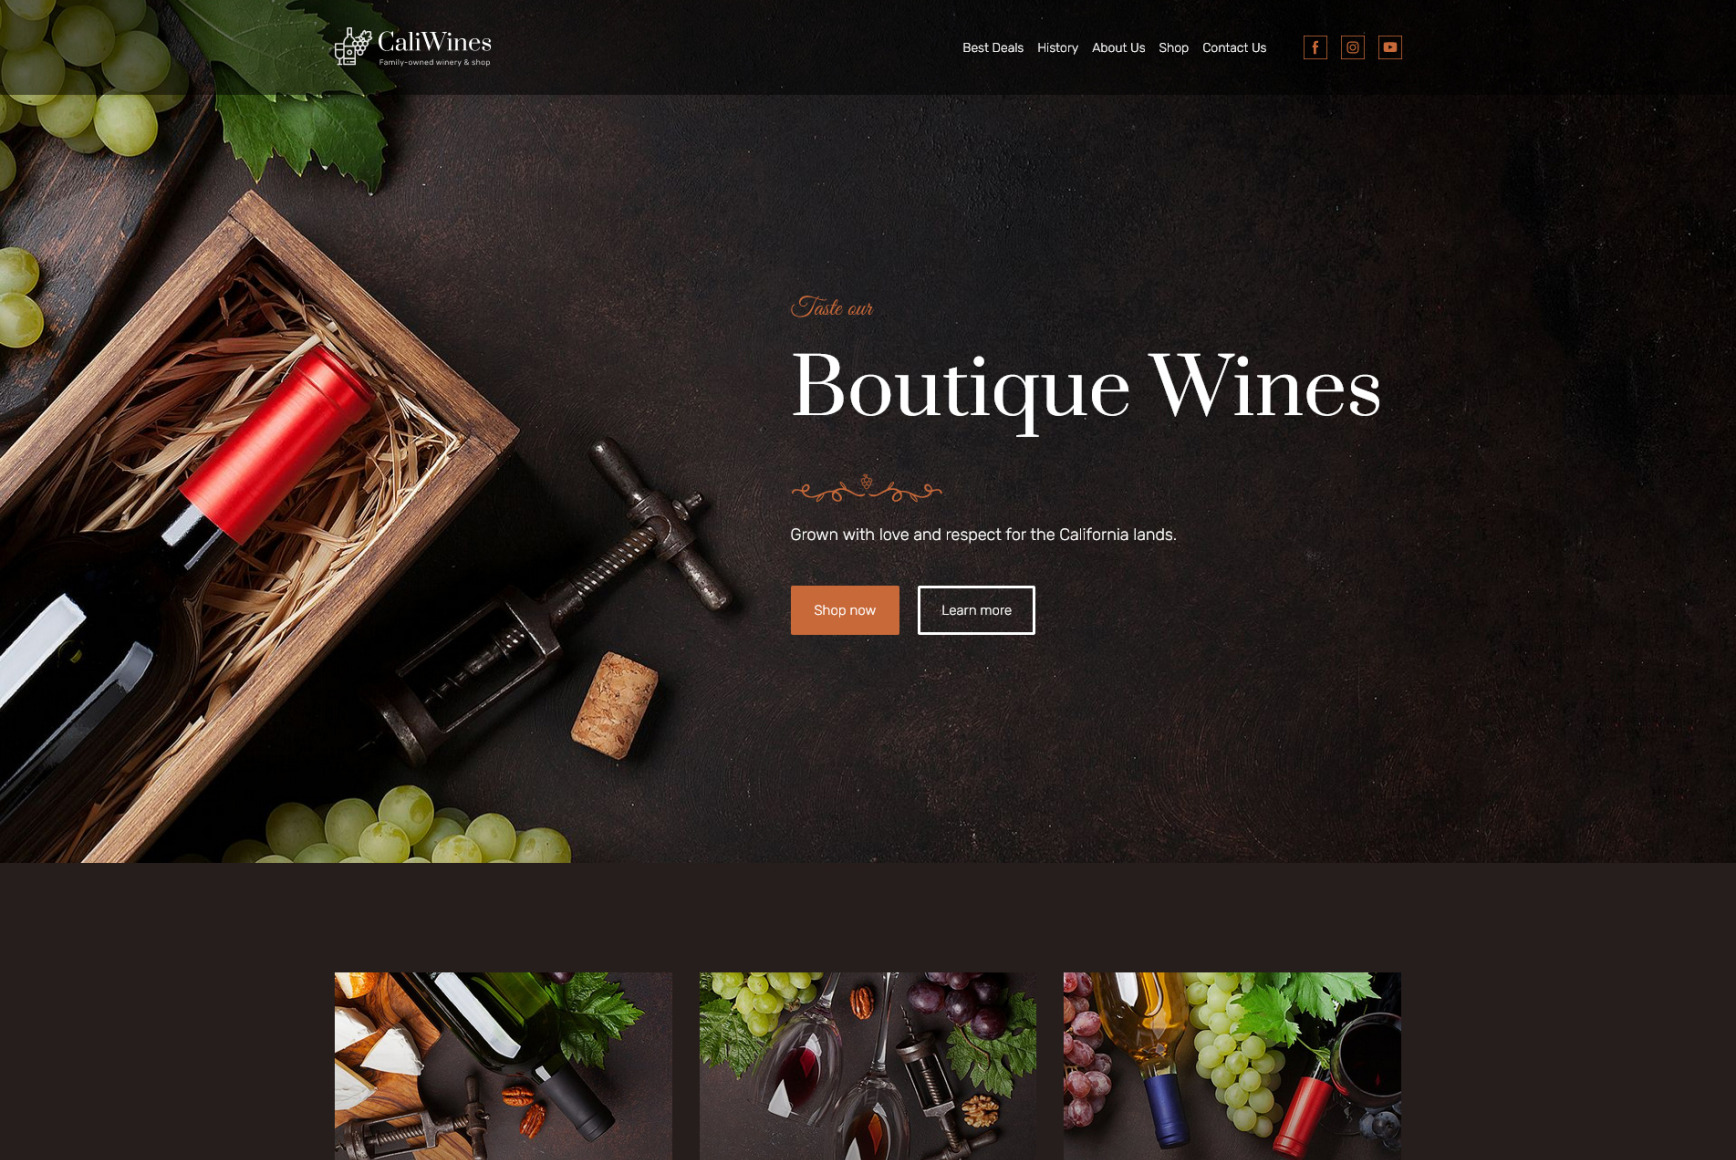 CaliWines
Family-owned winery & shop
Best Deals History About Us Shop Contact Us
Taste our
Boutique Wines
Grown with love and respect for the California lands.
Shop now Learn more